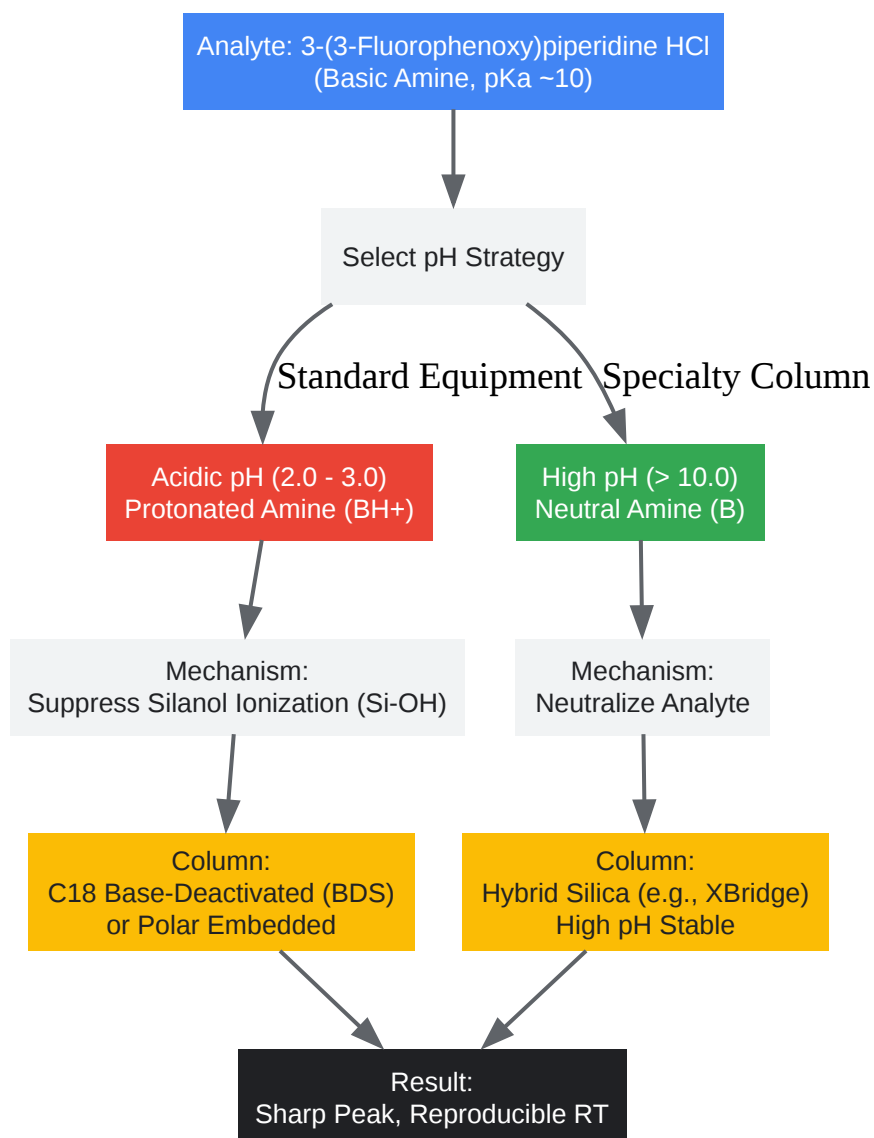 Analyte: 3-(3-Fluorophenoxy)piperidine HCl
(Basic Amine, pKa ~10)
Select pH Strategy
Standard Equipment
Specialty Column
Acidic pH (2.0 - 3.0)
Protonated Amine (BH+)
High pH (> 10.0)
Neutral Amine (B)
Mechanism:
Suppress Silanol Ionization (Si-OH)
Mechanism:
Neutralize Analyte
Column:
C18 Base-Deactivated (BDS)
or Polar Embedded
Column:
Hybrid Silica (e.g., XBridge)
High pH Stable
Result:
Sharp Peak, Reproducible RT